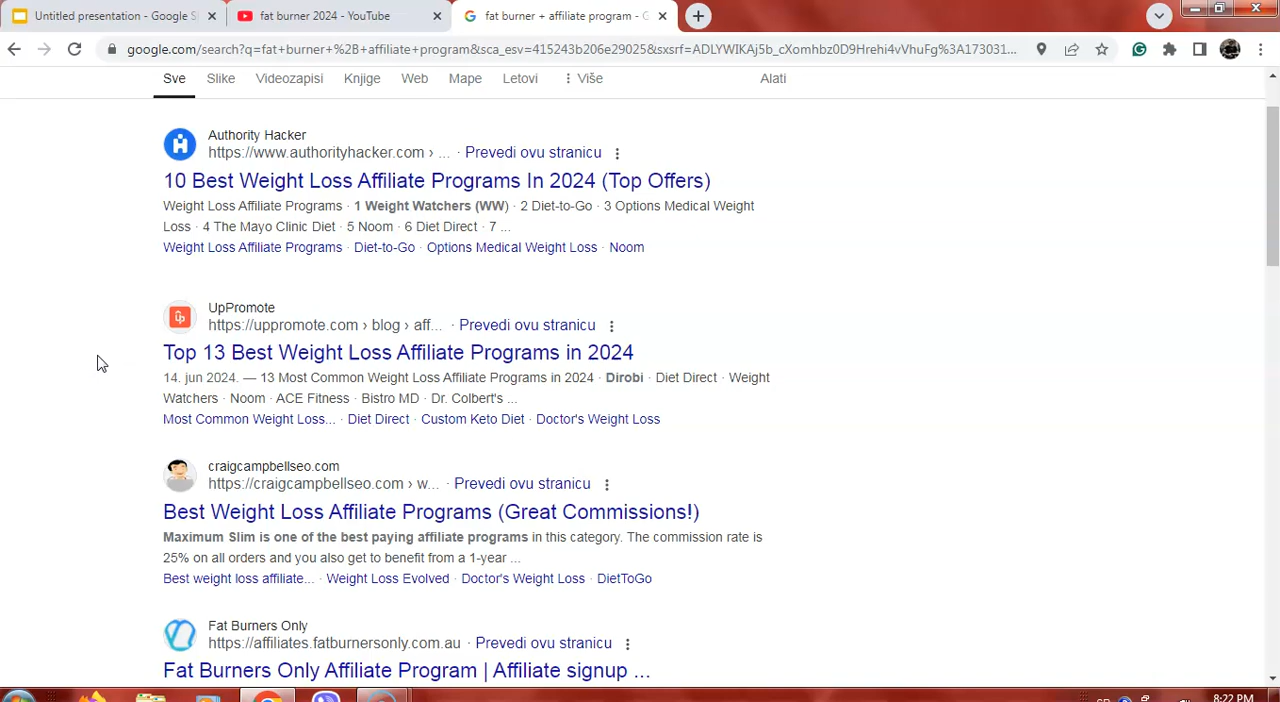 Untitled presentation - Google S
fat burner 2024 - YouTube
fat burner + affiliate program - G
google.com/search?q=fat+burner+%2B+affiliate+program&sca_esv=415243b206e29025&sxsrf=ADLYWIKAj5b_cXomhbz0D9Hrehi4vVhuFg%3A173031...
Sve Slike Videozapisi Knjige Web Mape Letovi Više Alati
Authority Hacker
https://www.authorityhacker.com › ... · Prevedi ovu stranicu
10 Best Weight Loss Affiliate Programs In 2024 (Top Offers)
Weight Loss Affiliate Programs · 1 Weight Watchers (WW) · 2 Diet-to-Go · 3 Options Medical Weight
Loss · 4 The Mayo Clinic Diet · 5 Noom · 6 Diet Direct · 7 ...
Weight Loss Affiliate Programs · Diet-to-Go · Options Medical Weight Loss · Noom
UpPromote
https://uppromote.com › blog › aff... · Prevedi ovu stranicu
Top 13 Best Weight Loss Affiliate Programs in 2024
14. jun 2024. — 13 Most Common Weight Loss Affiliate Programs in 2024 · Dirobi · Diet Direct · Weight
Watchers · Noom · ACE Fitness · Bistro MD · Dr. Colbert's ...
Most Common Weight Loss... · Diet Direct · Custom Keto Diet · Doctor's Weight Loss
craigcampbellseo.com
https://craigcampbellseo.com › w... · Prevedi ovu stranicu
Best Weight Loss Affiliate Programs (Great Commissions!)
Maximum Slim is one of the best paying affiliate programs in this category. The commission rate is
25% on all orders and you also get to benefit from a 1-year ...
Best weight loss affiliate... · Weight Loss Evolved · Doctor's Weight Loss · DietToGo
Fat Burners Only
https://affiliates.fatburnersonly.com.au · Prevedi ovu stranicu
Fat Burners Only Affiliate Program | Affiliate signup ...
8:22 PM